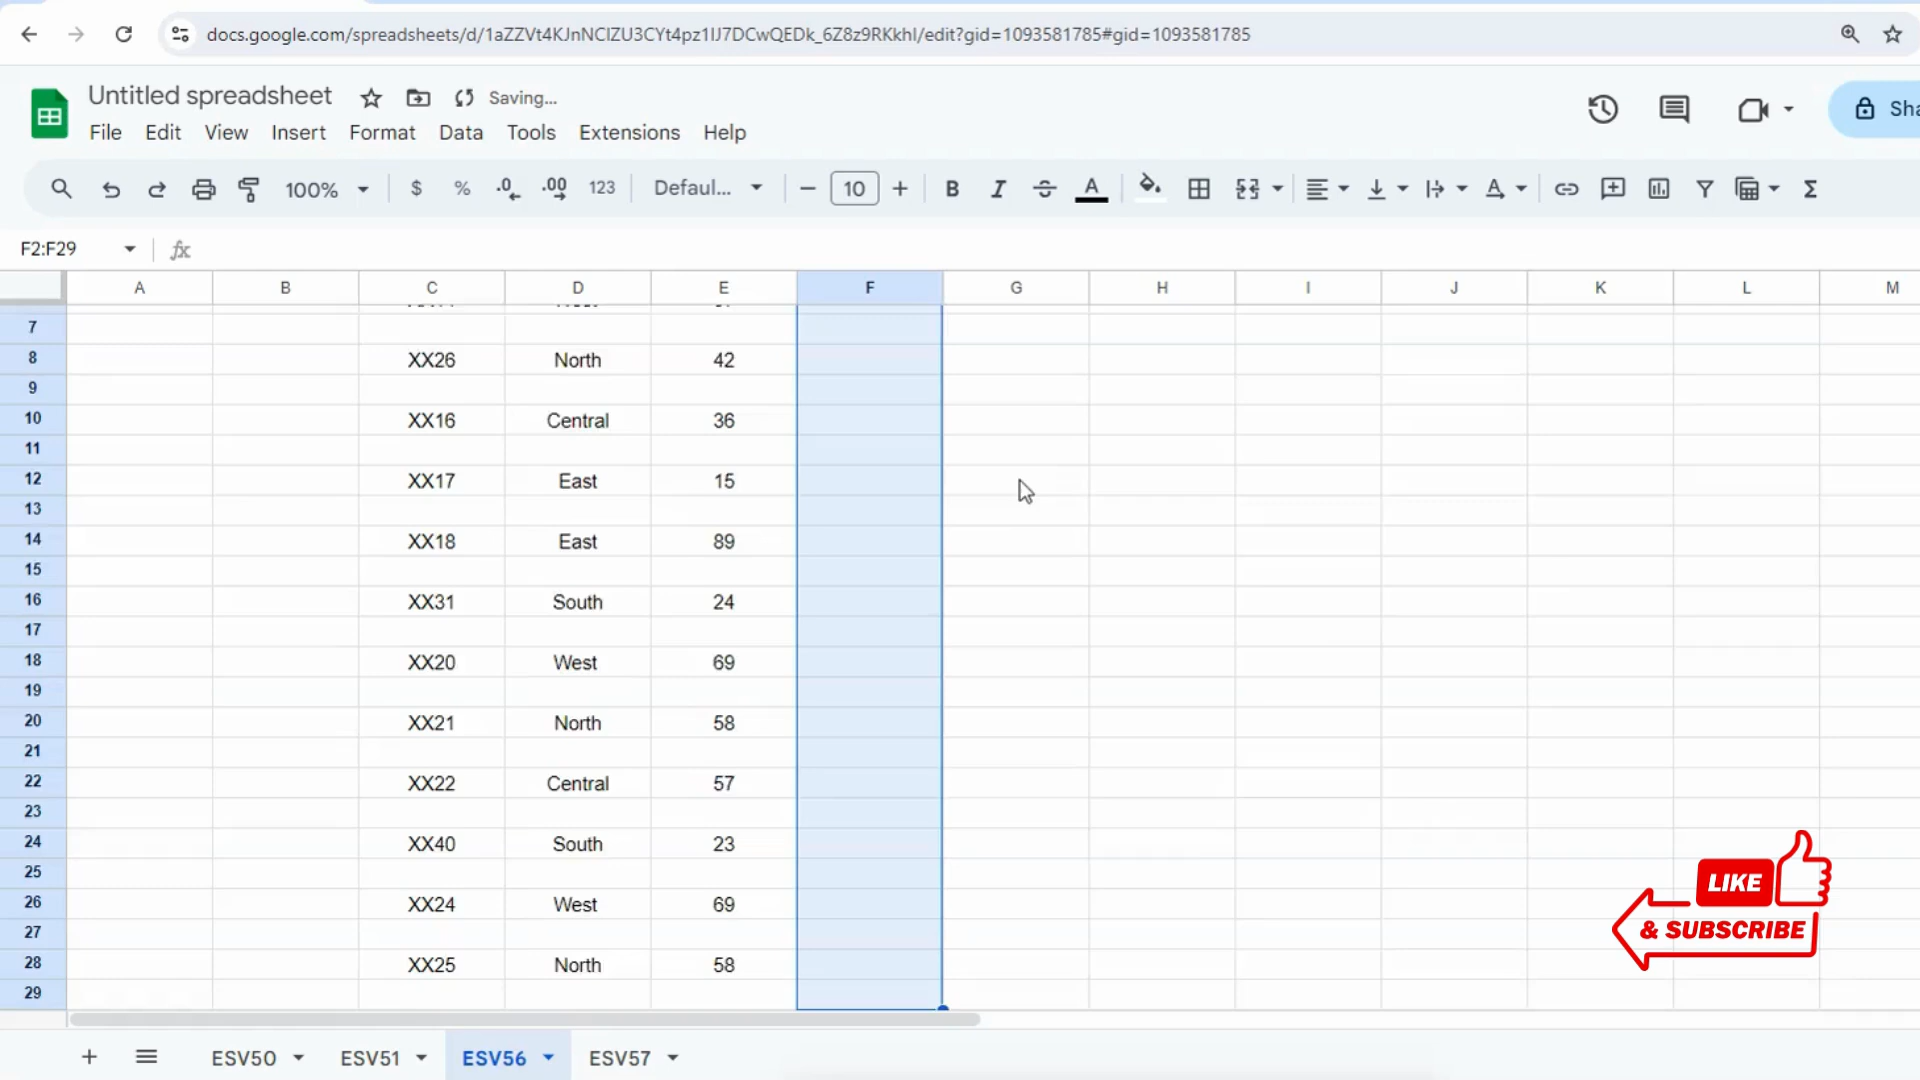 docs.google.com/spreadsheets/d/1aZZVt4KJnNClZU3CYt4pz1lJ7DCwQEDk_6Z8z9RKkhl/edit?gid=1093581785#gid=1093581785
Untitled spreadsheet Saving...
File Edit View Insert Format Data Tools Extensions Help
Sha
100% $ % .0 .00 123 Defaul... 10 B I A Σ
F2:F29 fx
A B C D E F G H I J K L M
7
8 XX26 North 42
9
10 XX16 Central 36
11
12 XX17 East 15
13
14 XX18 East 89
15
16 XX31 South 24
17
18 XX20 West 69
19
20 XX21 North 58
21
22 XX22 Central 57
23
24 XX40 South 23
25
26 XX24 West 69
27
28 XX25 North 58
29
LIKE
& SUBSCRIBE
ESV50 ESV51 ESV56 ESV57